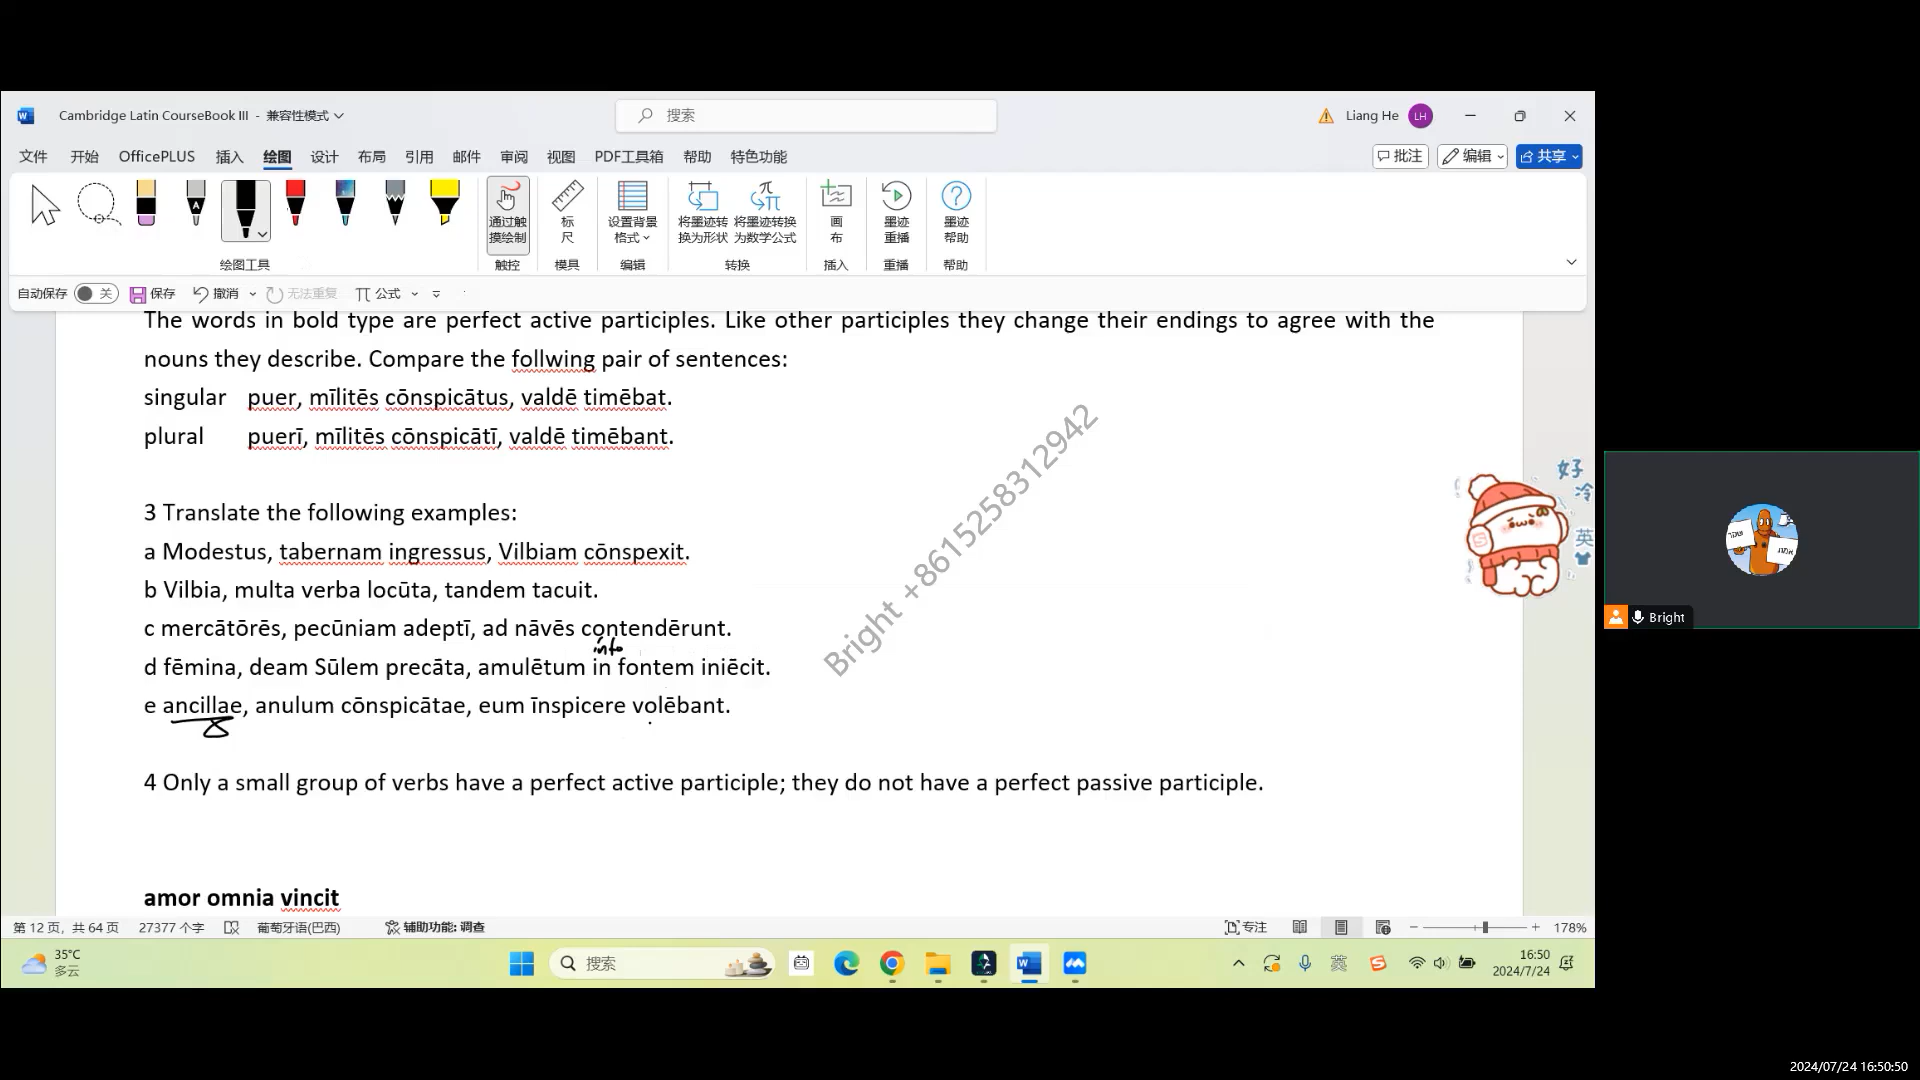 Cambridge Latin CourseBook III - 兼容性模式
搜索
Liang He
LH
文件 开始 OfficePLUS 插入 绘图 设计 布局 引用 邮件 审阅 视图 PDF工具箱 帮助 特色功能
批注 编辑 共享
通过触摸绘制
标尺
设置背景格式
将墨迹转换为形状
将墨迹转换为数学公式
画布
墨迹重播
墨迹帮助
绘图工具 触控 模具 编辑 转换 插入 重播 帮助
自动保存 关 保存 撤消 无法重复 公式
The words in bold type are perfect active participles. Like other participles they change their endings to agree with the
nouns they describe. Compare the follwing pair of sentences:
singular puer, mīlitēs cōnspicātus, valdē timēbat.
plural puerī, mīlitēs cōnspicātī, valdē timēbant.
3 Translate the following examples:
a Modestus, tabernam ingressus, Vilbiam cōnspexit.
b Vilbia, multa verba locūta, tandem tacuit.
c mercātōrēs, pecūniam adeptī, ad nāvēs contendērunt.
into
d fēmina, deam Sūlem precāta, amulētum in fontem iniēcit.
e ancillae, anulum cōnspicātae, eum īnspicere volēbant.
4 Only a small group of verbs have a perfect active participle; they do not have a perfect passive participle.
amor omnia vincit
Bright +8615258312942
好冷
英
Bright
第 12 页，共 64 页 27377 个字 葡萄牙语(巴西) 辅助功能: 调查
专注 178%
35°C
多云
搜索
英
16:50
2024/7/24
2024/07/24 16:50:50